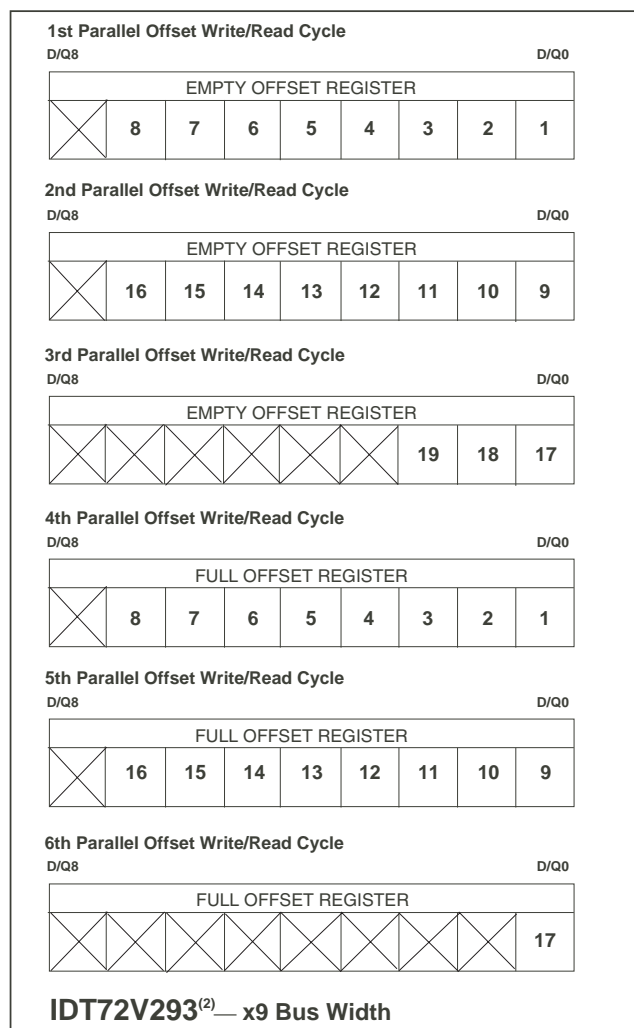 1st Parallel Offset Write/Read Cycle
D/Q8 D/Q0
EMPTY OFFSET REGISTER
8 7 6 5 4 3 2 1
2nd Parallel Offset Write/Read Cycle
D/Q8 D/Q0
EMPTY OFFSET REGISTER
16 15 14 13 12 11 10 9
3rd Parallel Offset Write/Read Cycle
D/Q8 D/Q0
EMPTY OFFSET REGISTER
19 18 17
4th Parallel Offset Write/Read Cycle
D/Q8 D/Q0
FULL OFFSET REGISTER
8 7 6 5 4 3 2 1
5th Parallel Offset Write/Read Cycle
D/Q8 D/Q0
FULL OFFSET REGISTER
16 15 14 13 12 11 10 9
6th Parallel Offset Write/Read Cycle
D/Q8 D/Q0
FULL OFFSET REGISTER
17
IDT72V293(2)— x9 Bus Width